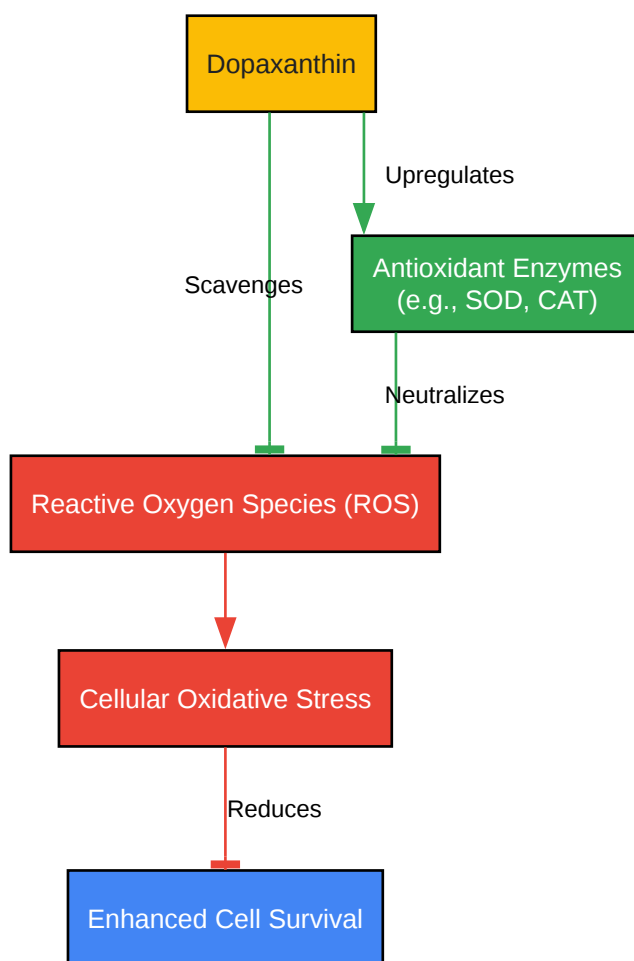 Dopaxanthin
Upregulates
Antioxidant Enzymes
(e.g., SOD, CAT)
Scavenges
Neutralizes
Reactive Oxygen Species (ROS)
Cellular Oxidative Stress
Reduces
Enhanced Cell Survival